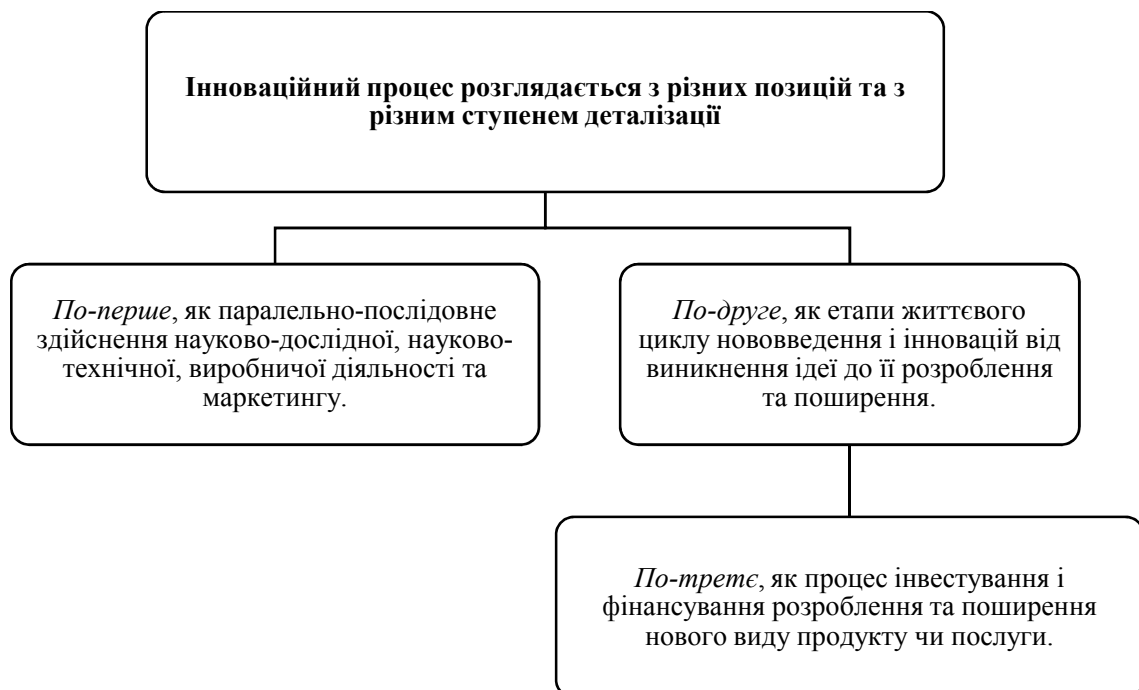 Інноваційний процес розглядається з різних позицій та з
різним ступенем деталізації
По-перше, як паралельно-послідовне
здійснення науково-дослідної, науково-
технічної, виробничої діяльності та
маркетингу.
По-друге, як етапи життєвого
циклу нововведення і інновацій від
виникнення ідеї до її розроблення
та поширення.
По-третє, як процес інвестування і
фінансування розроблення та поширення
нового виду продукту чи послуги.